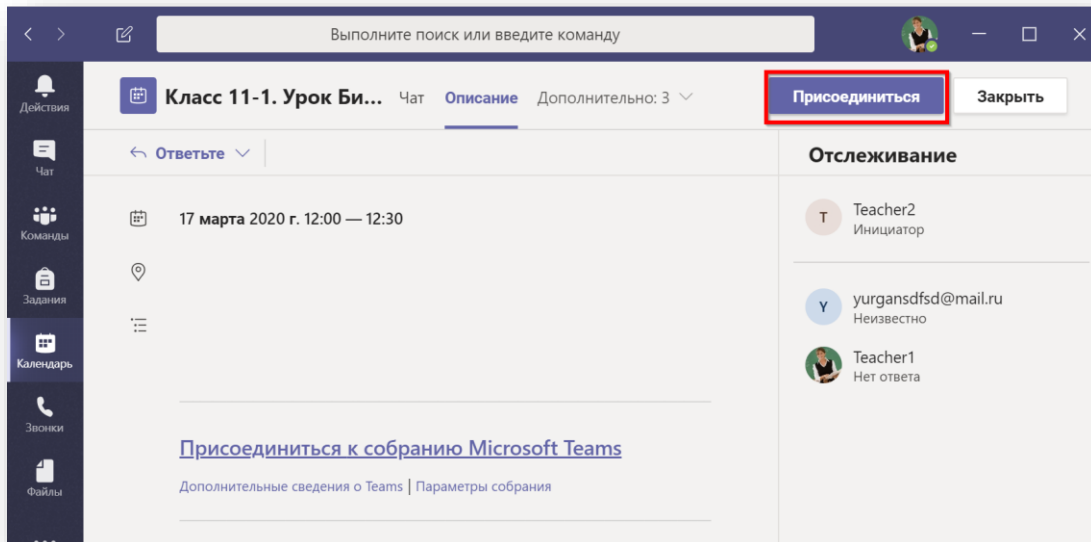 Выполните поиск или введите команду
Действия
Чат
Команды
Задания
Календарь
Звонки
Файлы
Класс 11-1. Урок Би... Чат Описание Дополнительно: 3
Присоединиться Закрыть
Ответьте
17 марта 2020 г. 12:00 — 12:30
Присоединиться к собранию Microsoft Teams
Дополнительные сведения о Teams | Параметры собрания
Отслеживание
T Teacher2
Инициатор
Y yurgansdfsd@mail.ru
Неизвестно
Teacher1
Нет ответа